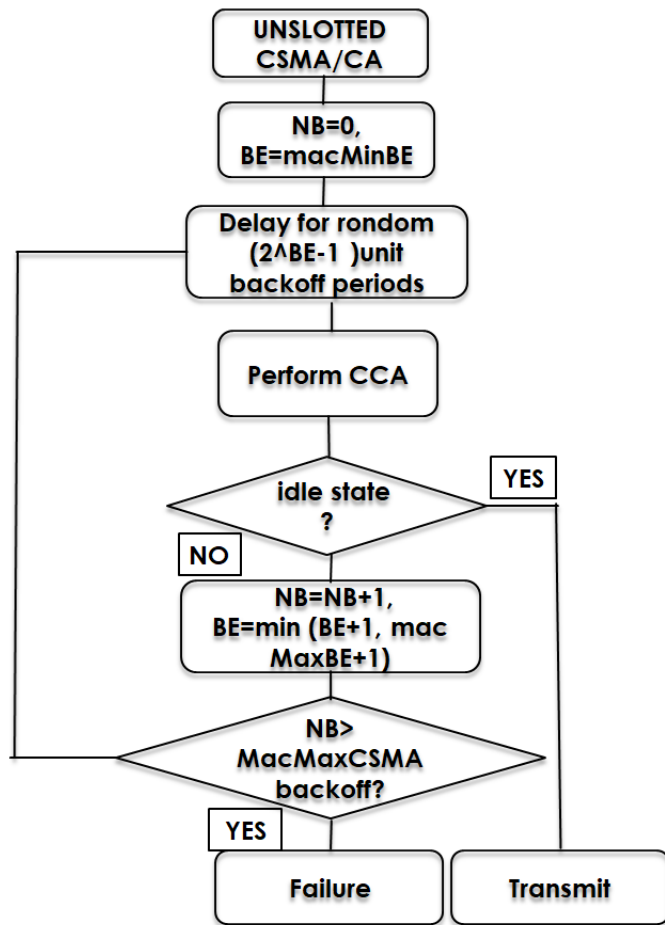 UNSLOTTED
CSMA/CA
NB=0,
BE=macMinBE
Delay for rondom
(2^BE-1 )unit
backoff periods
Perform CCA
idle state
?
YES
NO
NB=NB+1,
BE=min (BE+1, mac
MaxBE+1)
NB>
MacMaxCSMA
backoff?
YES
Failure
Transmit